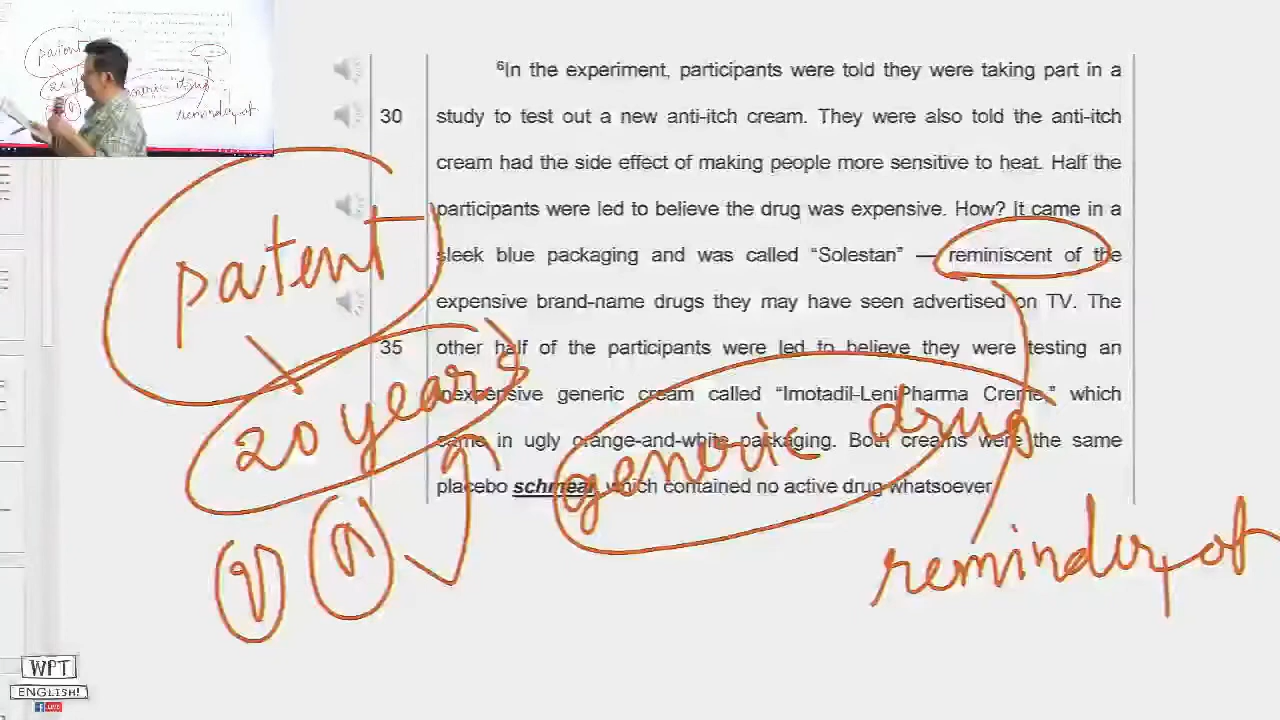 ⁶In the experiment, participants were told they were taking part in a
30 study to test out a new anti-itch cream. They were also told the anti-itch
cream had the side effect of making people more sensitive to heat. Half the
participants were led to believe the drug was expensive. How? It came in a
sleek blue packaging and was called “Solestan” — reminiscent of the
expensive brand-name drugs they may have seen advertised on TV. The
35 other half of the participants were led to believe they were testing an
inexpensive generic cream called “Imotadil-LeniPharma Creme,” which
came in ugly orange-and-white packaging. Both creams were the same
placebo schmear, which contained no active drug whatsoever.
patent
20 years
generic drug
reminder of
WPT
ENGLISH!
LIVE